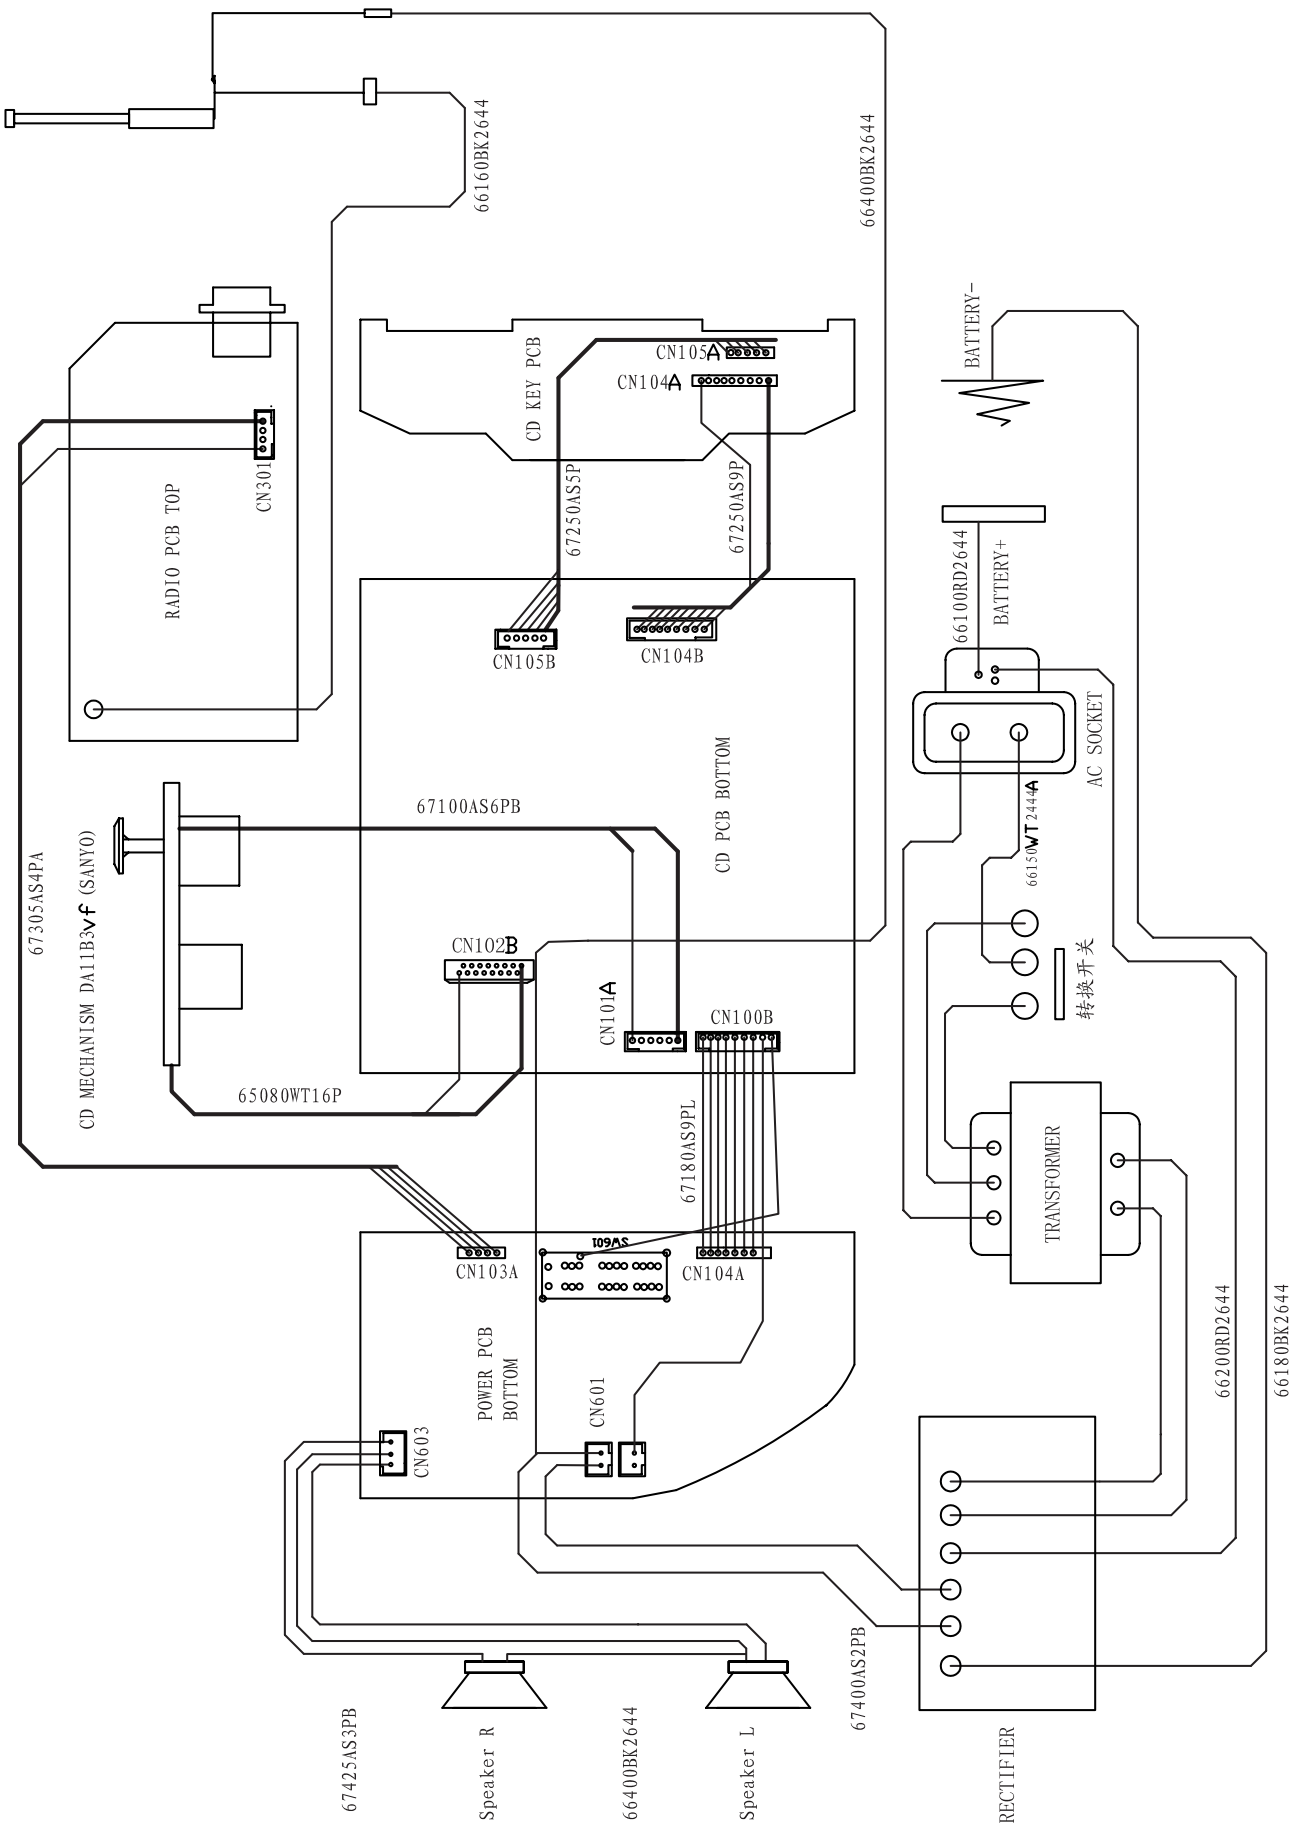 66160BK2644
66400BK2644
RADIO PCB TOP
CN301
CD KEY PCB
CN105A
CN104A
67250AS5P
67250AS9P
BATTERY-
BATTERY+
66100RD2644
CN105B
CN104B
AC SOCKET
67305AS4PA
CD MECHANISM DA11B3vf (SANYO)
67100AS6PB
CD PCB BOTTOM
66150WT2444A
CN102B
CN101A
CN100B
转换开关
65080WT16P
67180AS9PL
TRANSFORMER
CN103A
SW601
CN104A
POWER PCB
BOTTOM
CN603
CN601
66200RD2644
66180BK2644
67425AS3PB
Speaker R
66400BK2644
Speaker L
67400AS2PB
RECTIFIER